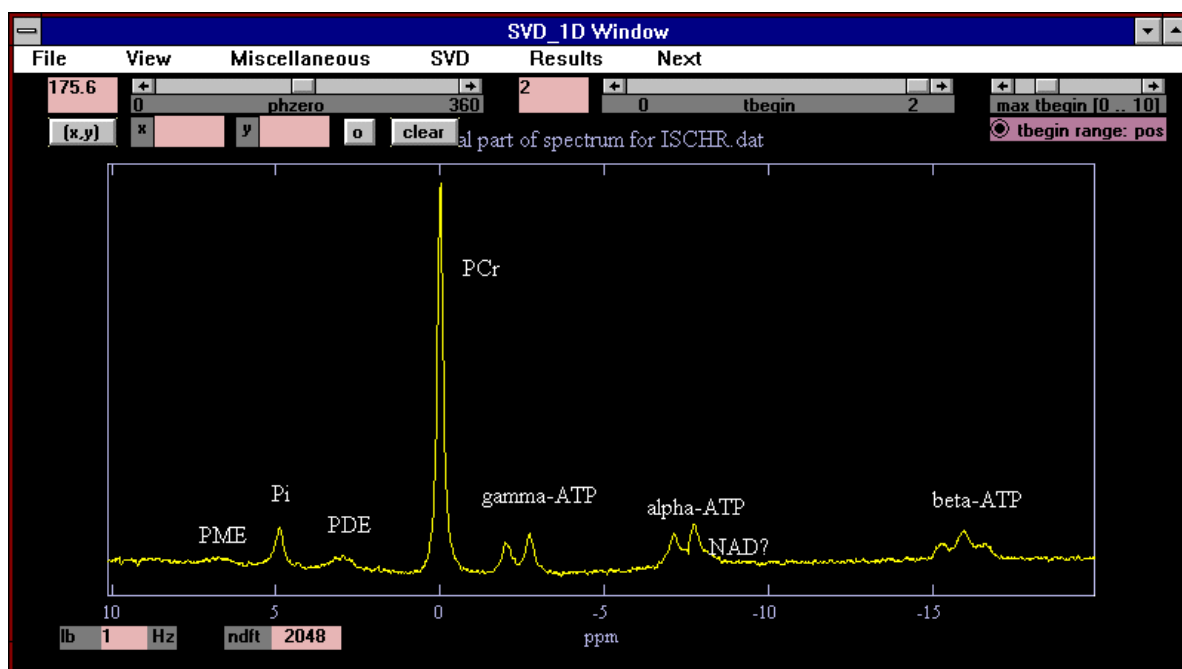 SVD_1D Window
File View Miscellaneous SVD Results Next
175.6 2
0 phzero 360 0 tbegin 2 max tbegin [0 .. 10]
(x,y) x y o clear al part of spectrum for ISCHR.dat tbegin range: pos
PCr
Pi gamma-ATP alpha-ATP beta-ATP
PME PDE NAD?
10 5 0 -5 -10 -15
ppm
lb 1 Hz ndft 2048